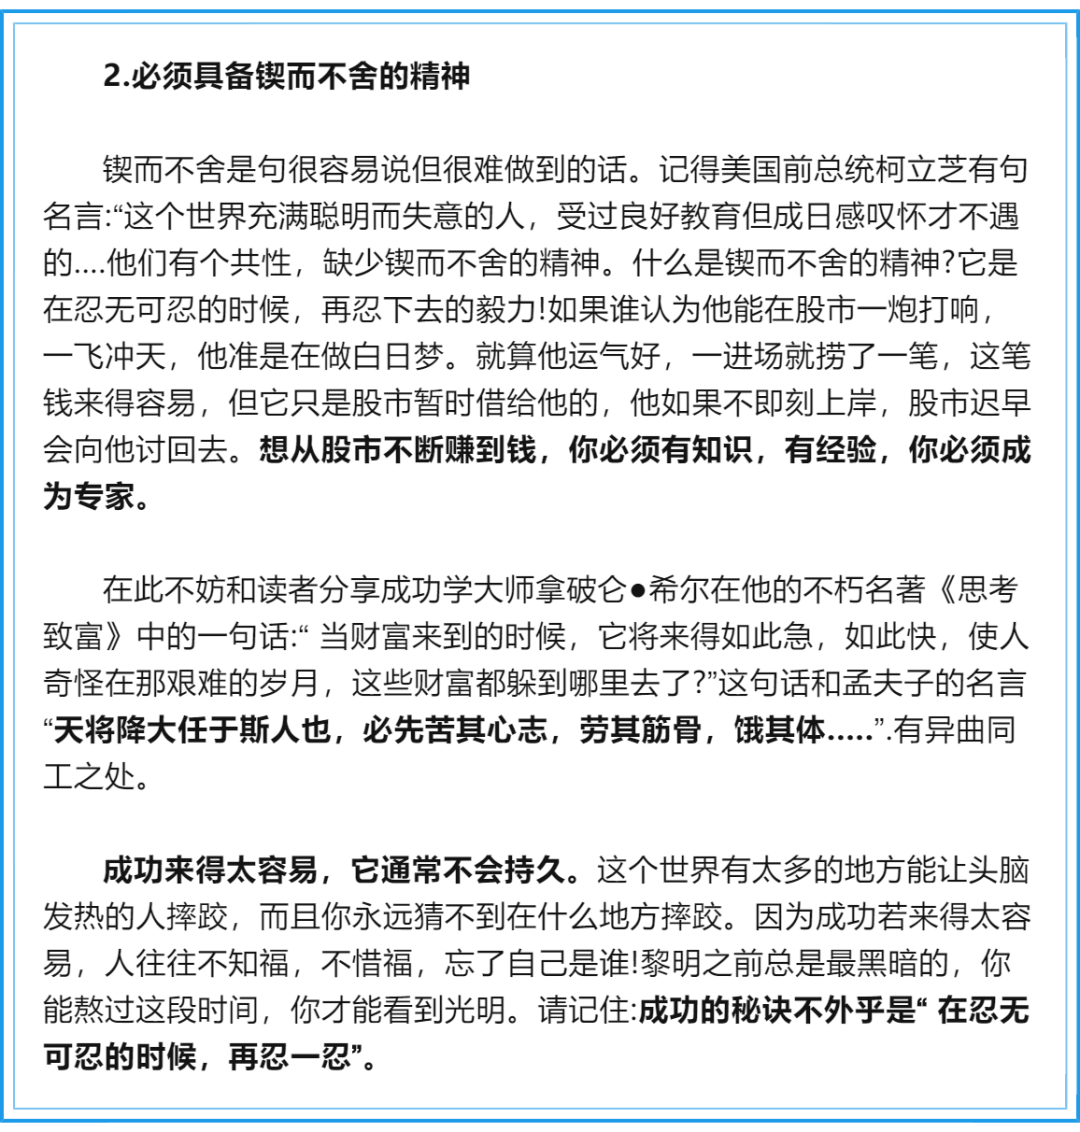 2.必须具备锲而不舍的精神
锲而不舍是句很容易说但很难做到的话。记得美国前总统柯立芝有句
名言:“这个世界充满聪明而失意的人，受过良好教育但成日感叹怀才不遇
的....他们有个共性，缺少锲而不舍的精神。什么是锲而不舍的精神?它是
在忍无可忍的时候，再忍下去的毅力!如果谁认为他能在股市一炮打响，
一飞冲天，他准是在做白日梦。就算他运气好，一进场就捞了一笔，这笔
钱来得容易，但它只是股市暂时借给他的，他如果不即刻上岸，股市迟早
会向他讨回去。想从股市不断赚到钱，你必须有知识，有经验，你必须成
为专家。
在此不妨和读者分享成功学大师拿破仑●希尔在他的不朽名著《思考
致富》中的一句话:“ 当财富来到的时候，它将来得如此急，如此快，使人
奇怪在那艰难的岁月，这些财富都躲到哪里去了?”这句话和孟夫子的名言
“天将降大任于斯人也，必先苦其心志，劳其筋骨，饿其体.....”.有异曲同
工之处。
成功来得太容易，它通常不会持久。这个世界有太多的地方能让头脑
发热的人摔跤，而且你永远猜不到在什么地方摔跤。因为成功若来得太容
易，人往往不知福，不惜福，忘了自己是谁!黎明之前总是最黑暗的，你
能熬过这段时间，你才能看到光明。请记住:成功的秘诀不外乎是“ 在忍无
可忍的时候，再忍一忍”。